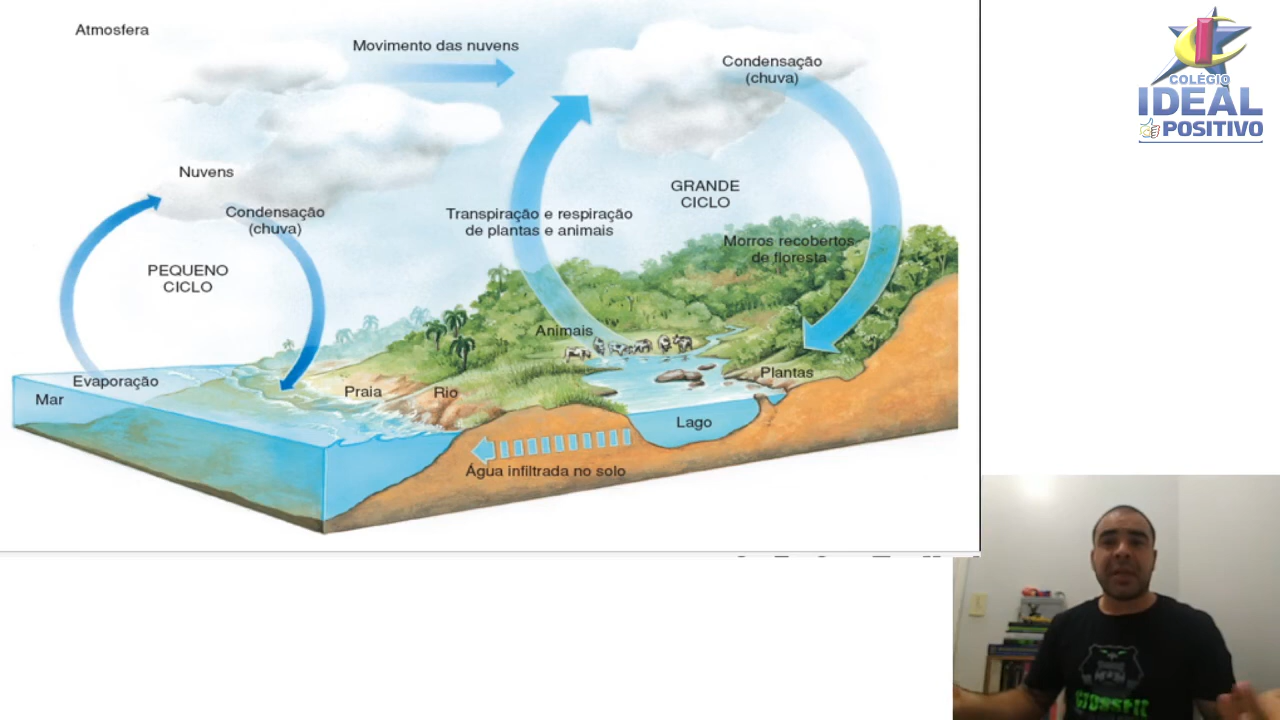 Atmosfera
Movimento das nuvens
Condensação
(chuva)
Nuvens
Condensação
(chuva)
GRANDE
CICLO
Transpiração e respiração
de plantas e animais
Morros recobertos
de floresta
PEQUENO
CICLO
Animais
Evaporação
Mar
Praia
Rio
Plantas
Lago
Água infiltrada no solo
COLÉGIO
IDEAL
POSITIVO
CROSSFIT